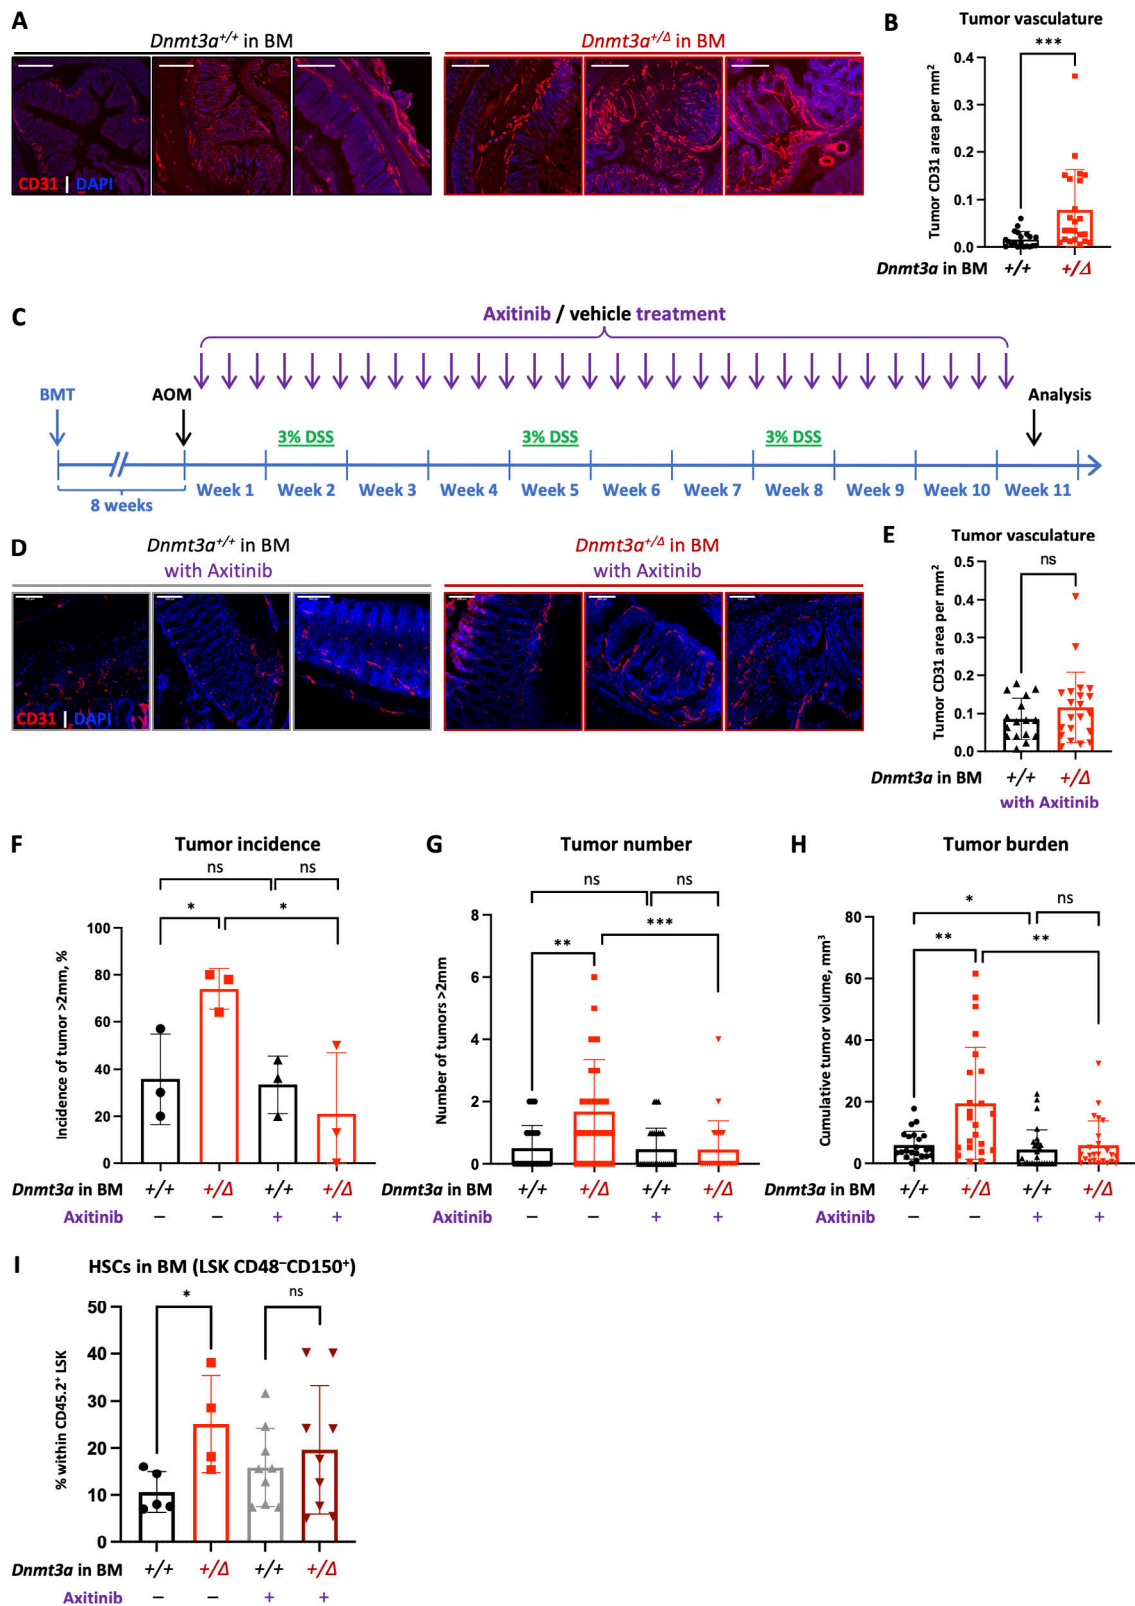 A
Dnmt3a+/+ in BM
Dnmt3a+/Δ in BM
CD31 | DAPI
B
Tumor vasculature
***
Tumor CD31 area per mm2
0.4
0.3
0.2
0.1
0.0
Dnmt3a in BM +/+ +/Δ
C
Axitinib / vehicle treatment
BMT
AOM
Analysis
3% DSS
3% DSS
3% DSS
8 weeks
Week 1 Week 2 Week 3 Week 4 Week 5 Week 6 Week 7 Week 8 Week 9 Week 10 Week 11
D
Dnmt3a+/+ in BM
with Axitinib
Dnmt3a+/Δ in BM
with Axitinib
CD31 | DAPI
E
Tumor vasculature
ns
Tumor CD31 area per mm2
0.5
0.4
0.3
0.2
0.1
0.0
Dnmt3a in BM +/+ +/Δ
with Axitinib
F
Tumor incidence
ns ns
* *
Incidence of tumor >2mm, %
100
80
60
40
20
0
Dnmt3a in BM +/+ +/Δ +/+ +/Δ
Axitinib – – + +
G
Tumor number
ns ns
** ***
Number of tumors >2mm
8
6
4
2
0
Dnmt3a in BM +/+ +/Δ +/+ +/Δ
– – + +
H
Tumor burden
* ns
** **
Cumulative tumor volume, mm3
80
60
40
20
0
+/+ +/Δ +/+ +/Δ
– – + +
I
HSCs in BM (LSK CD48–CD150+)
* ns
% within CD45.2+ LSK
50
40
30
20
10
0
Dnmt3a in BM +/+ +/Δ +/+ +/Δ
Axitinib – – + +